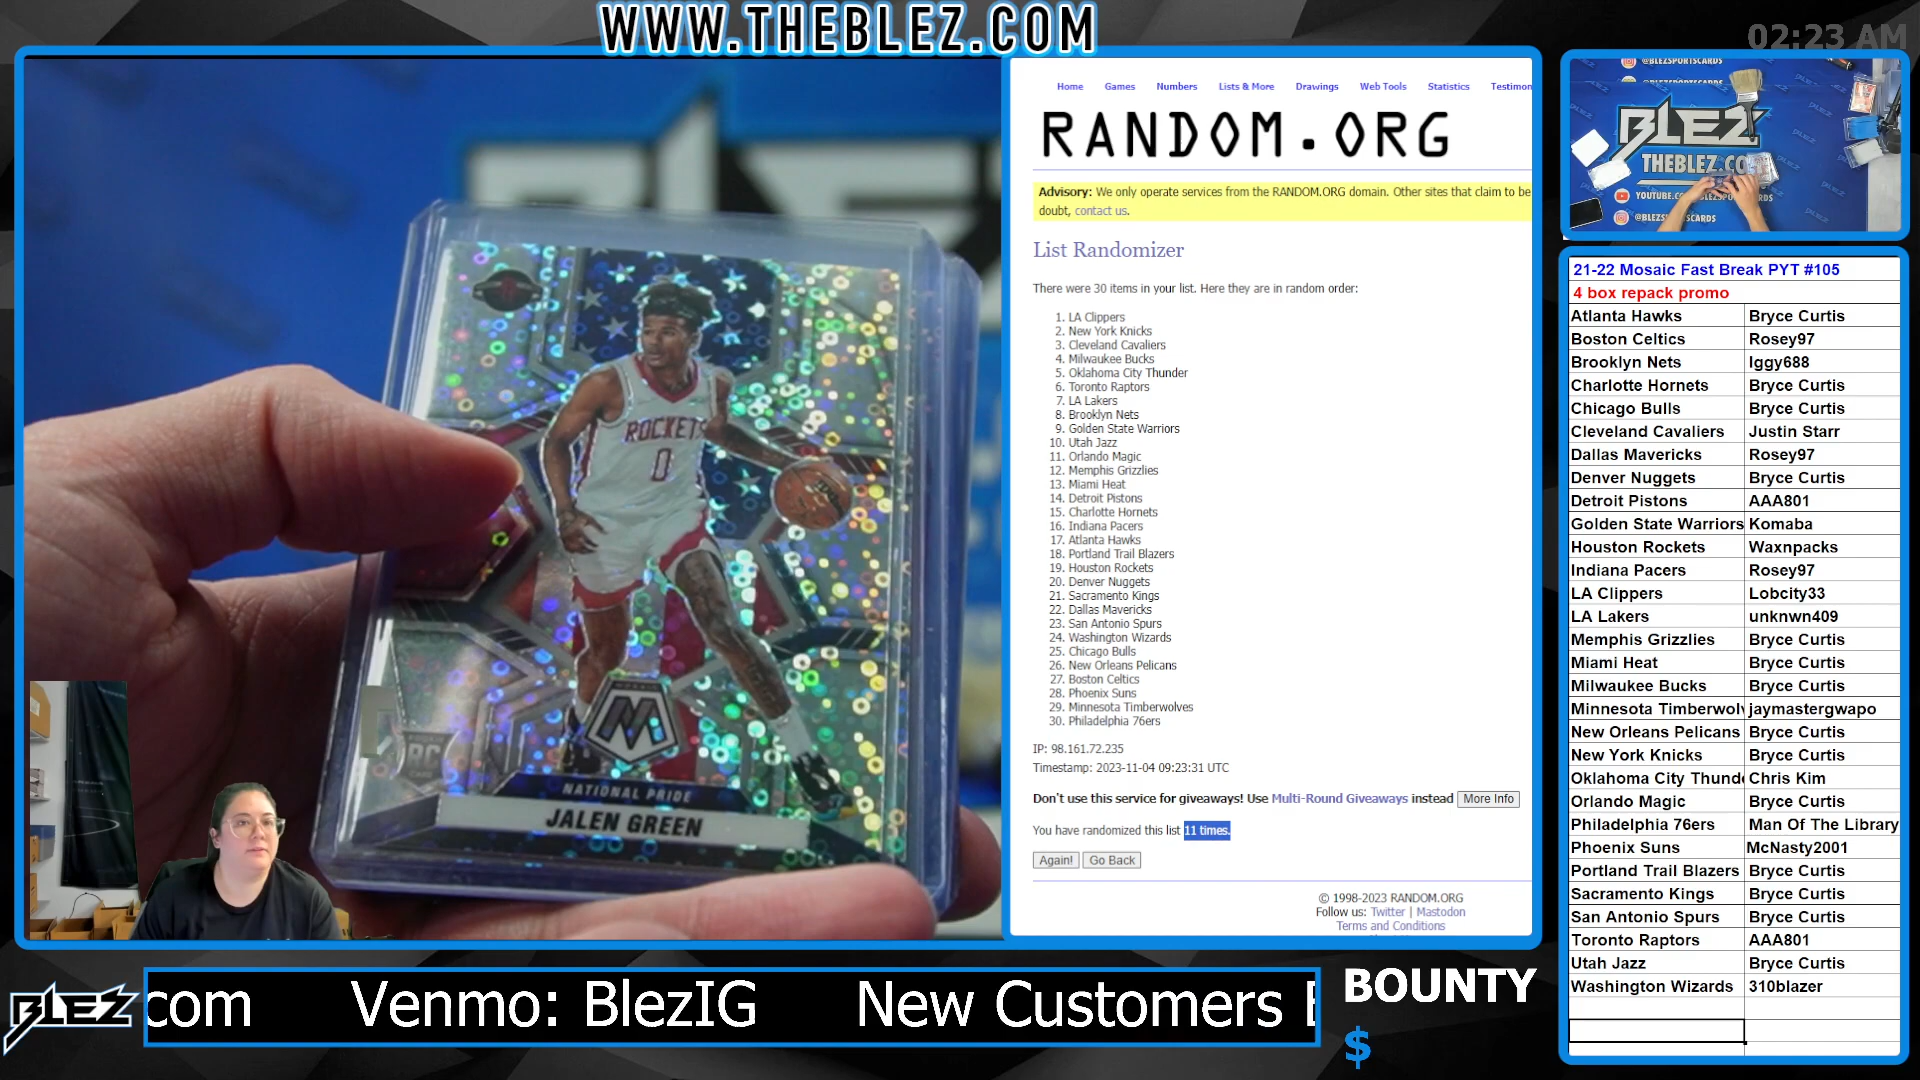 WWW.THEBLEZ.COM
02:23 AM
ROCKETS
0
NATIONAL PRIDE
JALEN GREEN
RC
Home Games Numbers Lists & More Drawings Web Tools Statistics Testimon
RANDOM.ORG
Advisory: We only operate services from the RANDOM.ORG domain. Other sites that claim to be
doubt, contact us.
List Randomizer
There were 30 items in your list. Here they are in random order:
1. LA Clippers
2. New York Knicks
3. Cleveland Cavaliers
4. Milwaukee Bucks
5. Oklahoma City Thunder
6. Toronto Raptors
7. LA Lakers
8. Brooklyn Nets
9. Golden State Warriors
10. Utah Jazz
11. Orlando Magic
12. Memphis Grizzlies
13. Miami Heat
14. Detroit Pistons
15. Charlotte Hornets
16. Indiana Pacers
17. Atlanta Hawks
18. Portland Trail Blazers
19. Houston Rockets
20. Denver Nuggets
21. Sacramento Kings
22. Dallas Mavericks
23. San Antonio Spurs
24. Washington Wizards
25. Chicago Bulls
26. New Orleans Pelicans
27. Boston Celtics
28. Phoenix Suns
29. Minnesota Timberwolves
30. Philadelphia 76ers
IP: 98.161.72.235
Timestamp: 2023-11-04 09:23:31 UTC
Don't use this service for giveaways! Use Multi-Round Giveaways instead More Info
You have randomized this list 11 times.
Again! Go Back
© 1998-2023 RANDOM.ORG
Follow us: Twitter | Mastodon
Terms and Conditions
@BLEZSPORTSCARDS
BLEZ
THEBLEZ.CO
21-22 Mosaic Fast Break PYT #105
4 box repack promo
Atlanta Hawks Bryce Curtis
Boston Celtics Rosey97
Brooklyn Nets Iggy688
Charlotte Hornets Bryce Curtis
Chicago Bulls Bryce Curtis
Cleveland Cavaliers Justin Starr
Dallas Mavericks Rosey97
Denver Nuggets Bryce Curtis
Detroit Pistons AAA801
Golden State Warriors Komaba
Houston Rockets Waxnpacks
Indiana Pacers Rosey97
LA Clippers Lobcity33
LA Lakers unknwn409
Memphis Grizzlies Bryce Curtis
Miami Heat Bryce Curtis
Milwaukee Bucks Bryce Curtis
Minnesota Timberwolv jaymastergwapo
New Orleans Pelicans Bryce Curtis
New York Knicks Bryce Curtis
Oklahoma City Thund Chris Kim
Orlando Magic Bryce Curtis
Philadelphia 76ers Man Of The Library
Phoenix Suns McNasty2001
Portland Trail Blazers Bryce Curtis
Sacramento Kings Bryce Curtis
San Antonio Spurs Bryce Curtis
Toronto Raptors AAA801
Utah Jazz Bryce Curtis
Washington Wizards 310blazer
BLEZ
com Venmo: BlezIG New Customers
BOUNTY
$